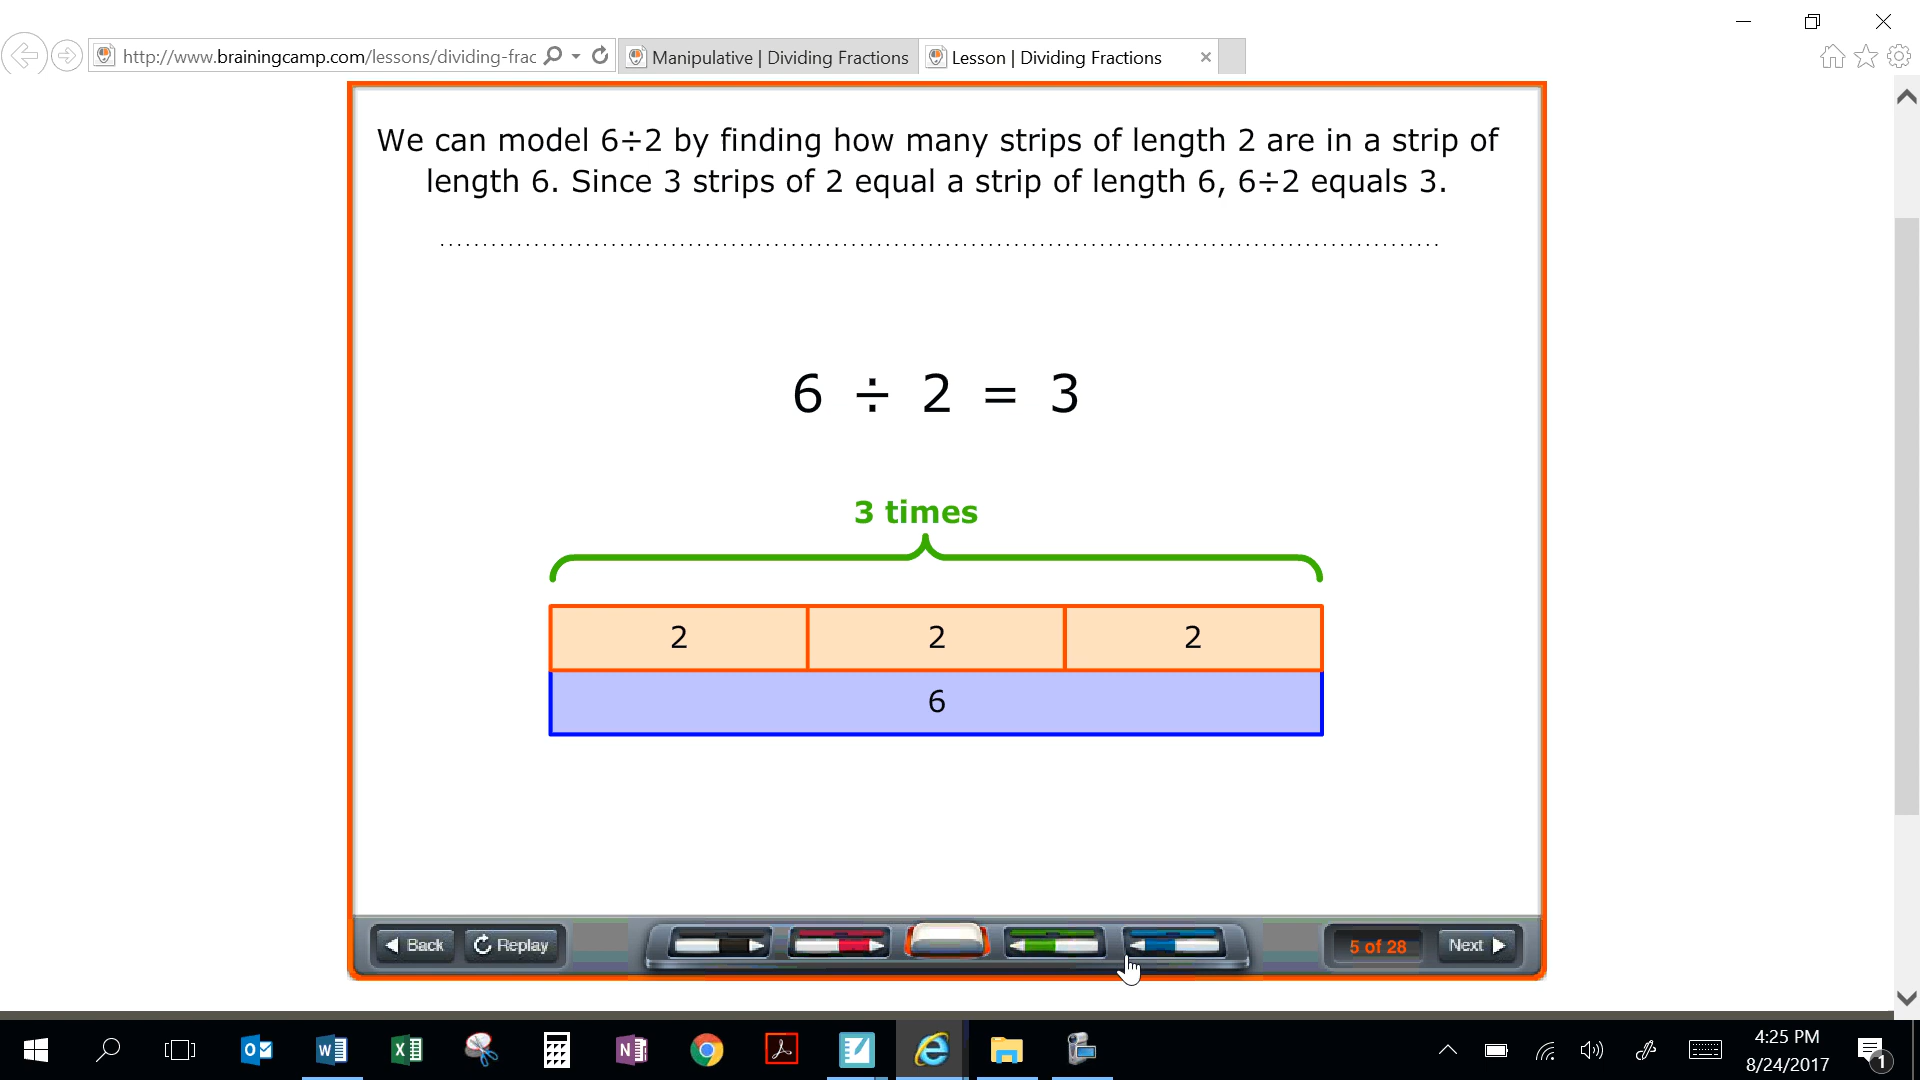 http://www.brainingcamp.com/lessons/dividing-frac
Manipulative | Dividing Fractions
Lesson | Dividing Fractions
We can model 6÷2 by finding how many strips of length 2 are in a strip of
length 6. Since 3 strips of 2 equal a strip of length 6, 6÷2 equals 3.
6 ÷ 2 = 3
3 times
2 2 2
6
Back Replay 5 of 28 Next
4:25 PM
8/24/2017
1